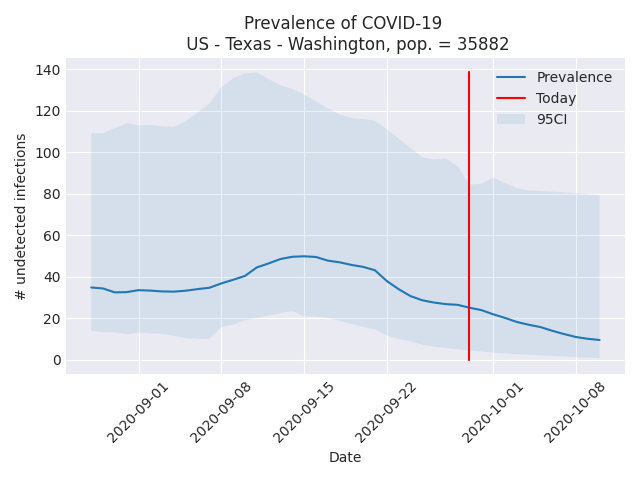 Prevalence of COVID-19
US - Texas - Washington, pop. = 35882
140
120
100
80
60
40
20
0
# undetected infections
Prevalence
Today
95CI
2020-09-01
2020-09-08
2020-09-15
2020-09-22
2020-10-01
2020-10-08
Date